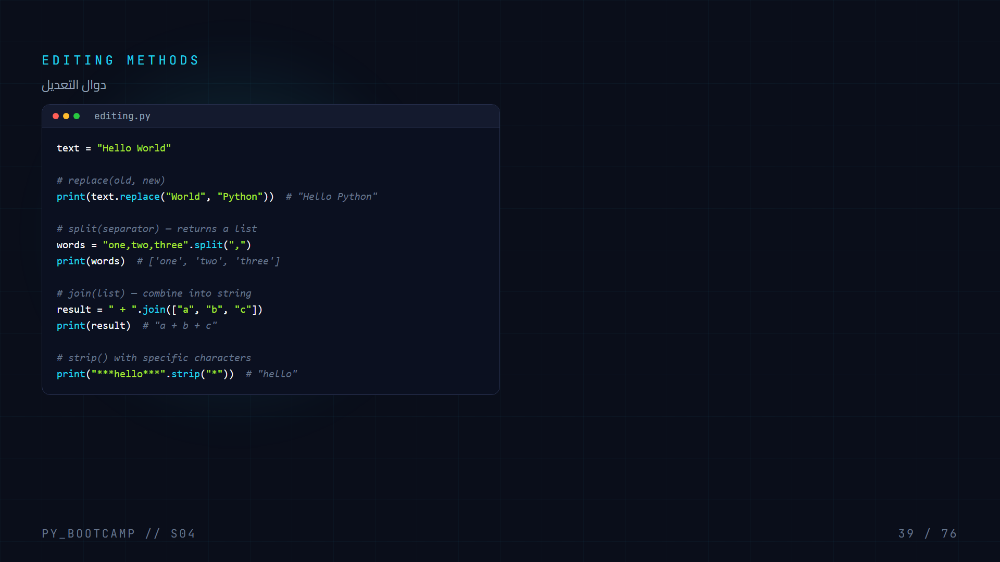 EDITING METHODS
دوال التعديل
editing.py
text = "Hello World"
# replace(old, new)
print(text.replace("World", "Python"))  # "Hello Python"
# split(separator) — returns a list
words = "one,two,three".split(",")
print(words)  # ['one', 'two', 'three']
# join(list) — combine into string
result = " + ".join(["a", "b", "c"])
print(result)  # "a + b + c"
# strip() with specific characters
print("***hello***".strip("*"))  # "hello"
PY_BOOTCAMP // S04
39 / 76